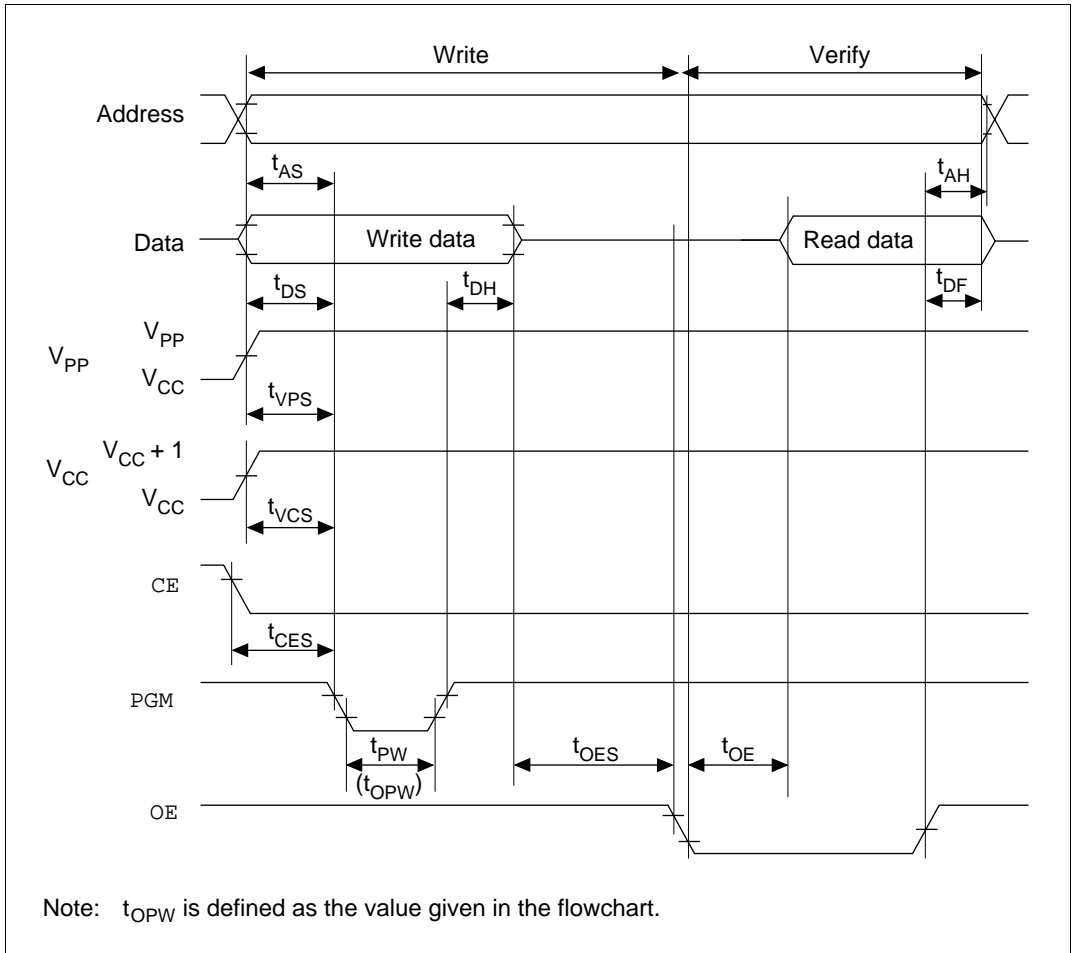 Write Verify
Address
tAS tAH
Data Write data Read data
tDS tDH tDF
VPP
VPP
VCC
tVPS
VCC + 1
VCC
VCC
tVCS
CE
tCES
PGM
tPW tOES tOE
(tOPW)
OE
Note: tOPW is defined as the value given in the flowchart.